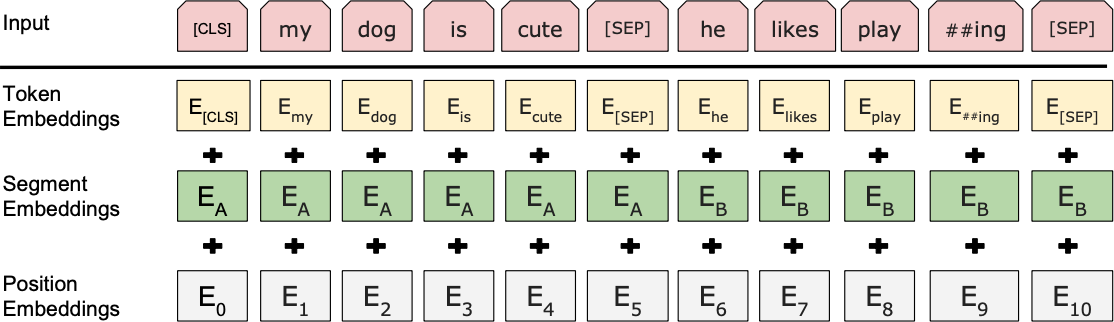 Input [CLS] my dog is cute [SEP] he likes play ##ing [SEP]
Token Embeddings E[CLS] Emy Edog Eis Ecute E[SEP] Ehe Elikes Eplay E##ing E[SEP]
+ + + + + + + + + + +
Segment Embeddings EA EA EA EA EA EA EB EB EB EB EB
+ + + + + + + + + + +
Position Embeddings E0 E1 E2 E3 E4 E5 E6 E7 E8 E9 E10